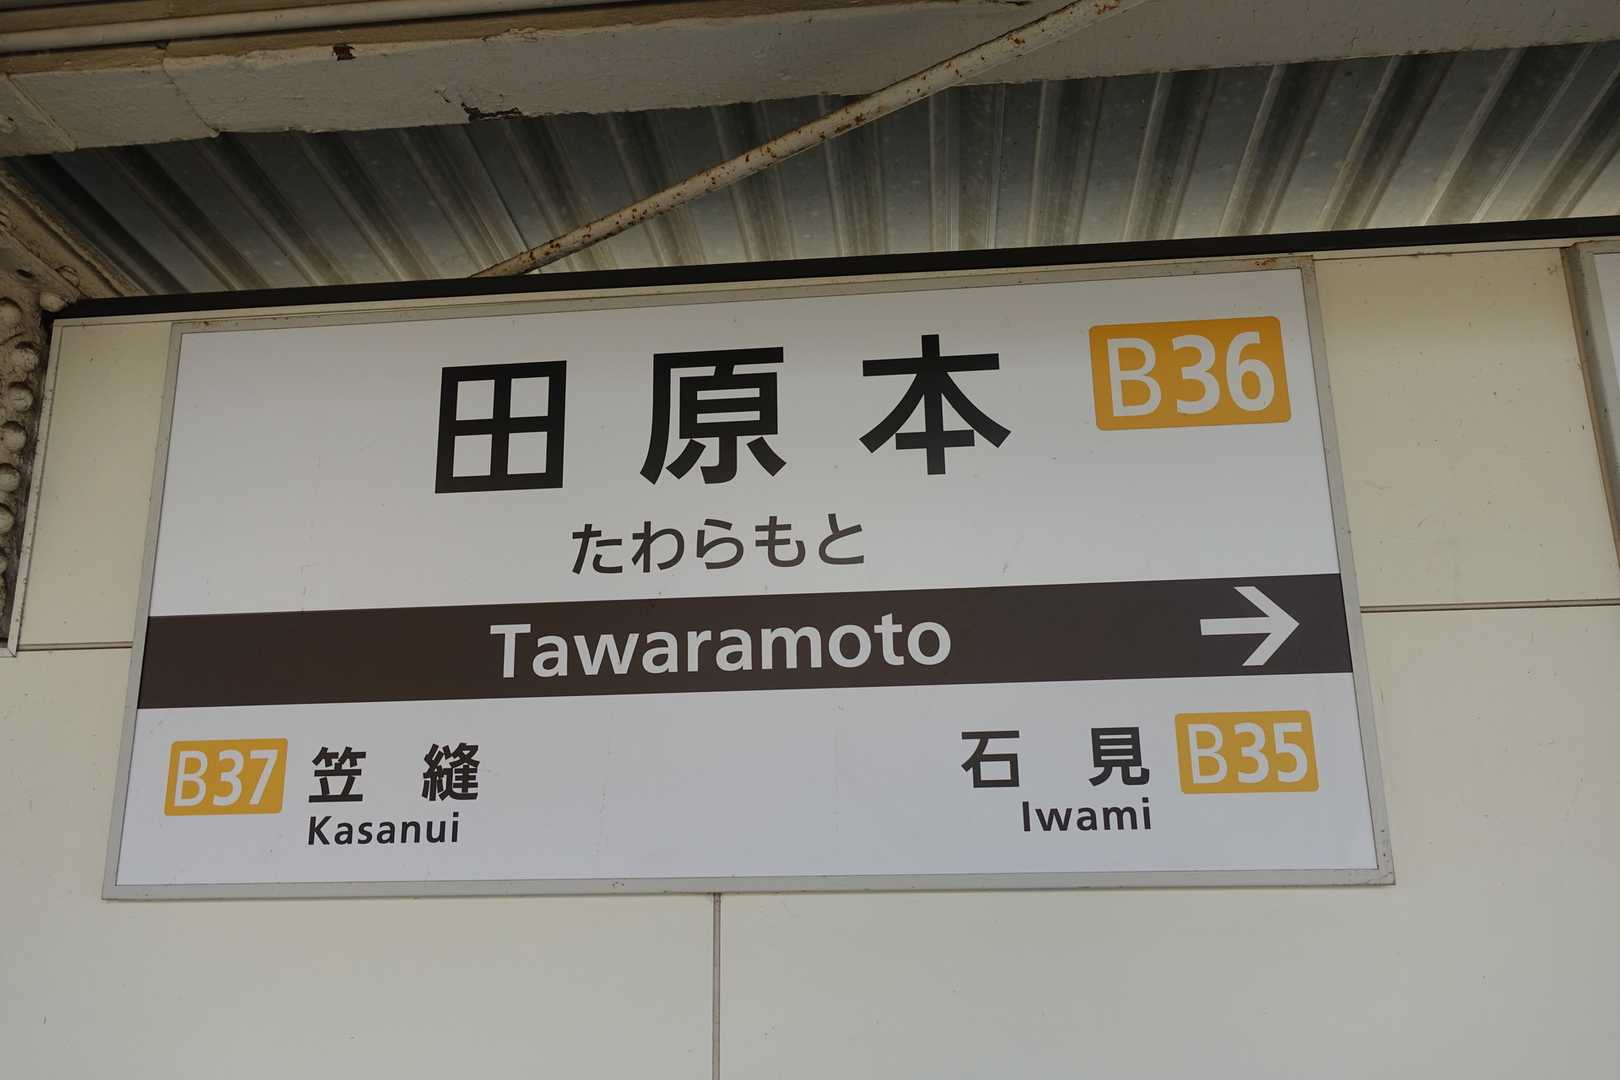 田原本 B36
たわらもと
Tawaramoto →
B37 笠縫 石見 B35
Kasanui Iwami